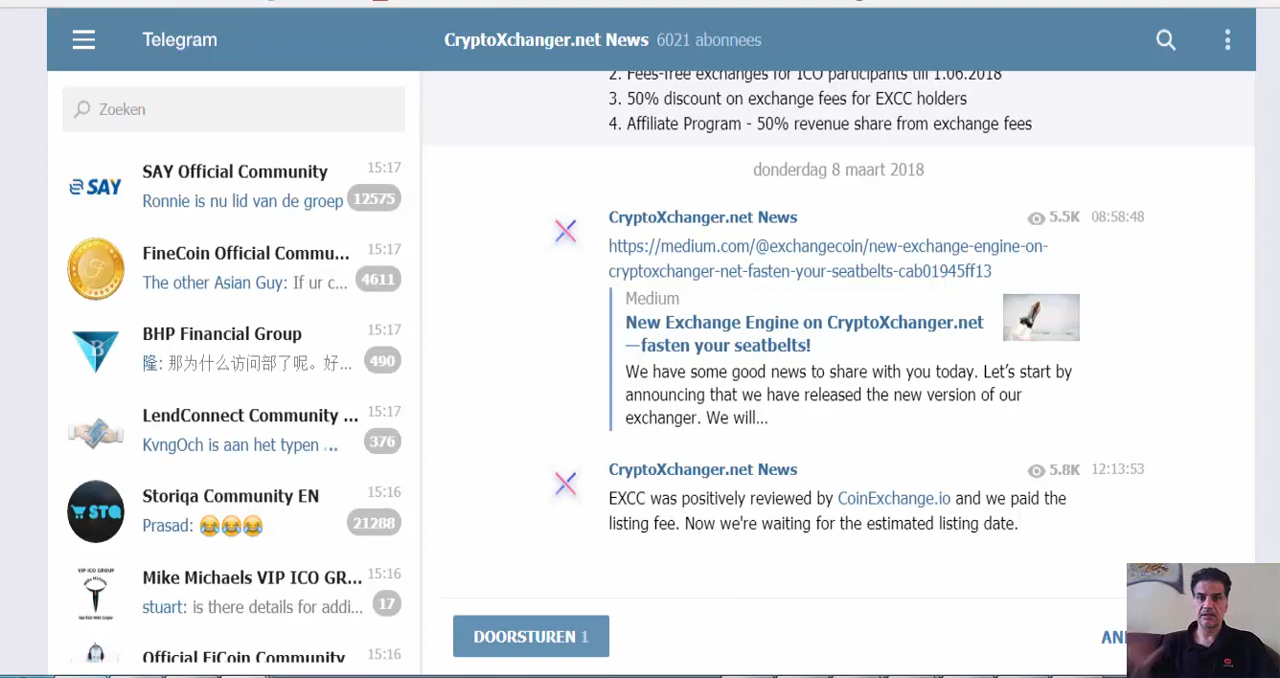 Telegram
CryptoXchanger.net News 6021 abonnees
Zoeken
SAY
SAY Official Community 15:17
Ronnie is nu lid van de groep 12575
FineCoin Official Commu... 15:17
The other Asian Guy: If ur c... 4611
BHP Financial Group 15:17
隆: 那为什么访问部了呢。好... 490
LendConnect Community ... 15:17
KvngOch is aan het typen ... 376
STQ
Storiqa Community EN 15:16
Prasad: 😂😂😂 21288
VIP ICO GROUP
Mike Michaels VIP ICO GR... 15:16
stuart: is there details for addi... 17
Official FiCoin Community 15:16
2. Fees-free exchanges for ICO participants till 1.06.2018
3. 50% discount on exchange fees for EXCC holders
4. Affiliate Program - 50% revenue share from exchange fees
donderdag 8 maart 2018
CryptoXchanger.net News 5.5K 08:58:48
https://medium.com/@exchangecoin/new-exchange-engine-on-
cryptoxchanger-net-fasten-your-seatbelts-cab01945ff13
Medium
New Exchange Engine on CryptoXchanger.net
—fasten your seatbelts!
We have some good news to share with you today. Let’s start by
announcing that we have released the new version of our
exchanger. We will...
CryptoXchanger.net News 5.8K 12:13:53
EXCC was positively reviewed by CoinExchange.io and we paid the
listing fee. Now we're waiting for the estimated listing date.
DOORSTUREN 1